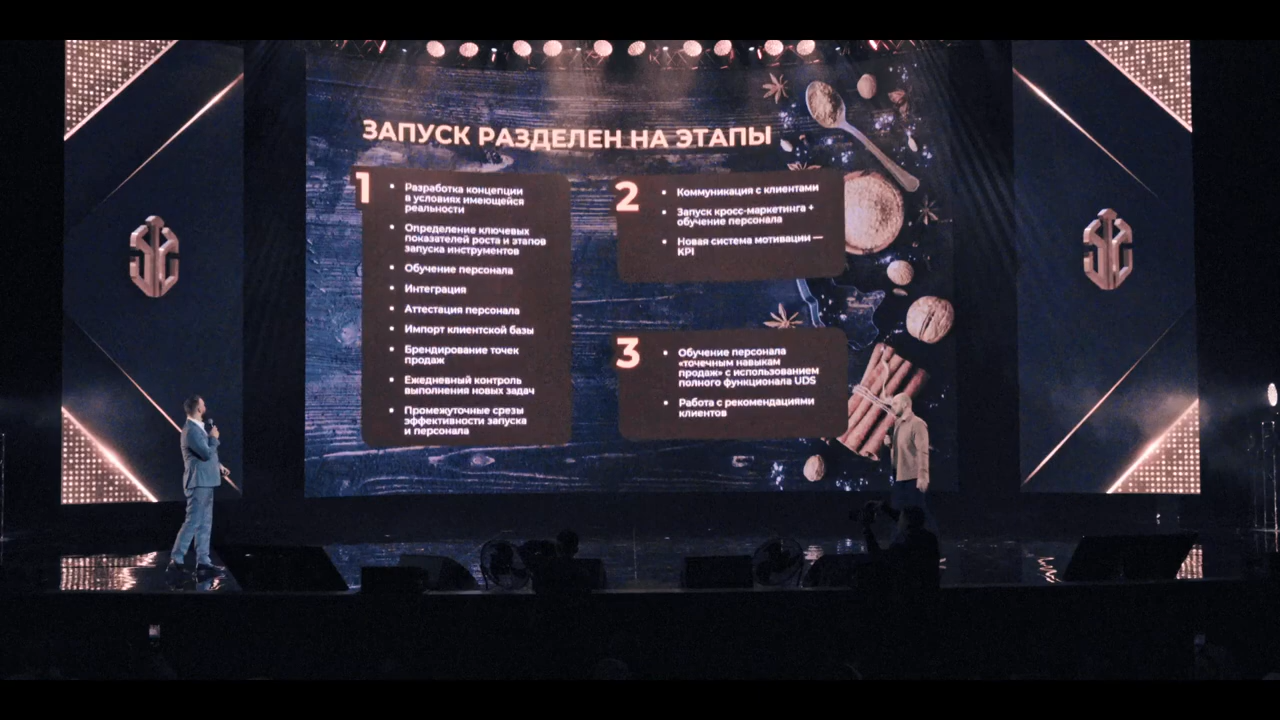 ЗАПУСК РАЗДЕЛЕН НА ЭТАПЫ
1
Разработка концепции
в условиях имеющейся
реальности
Определение ключевых
показателей роста и этапов
запуска инструментов
Обучение персонала
Интеграция
Аттестация персонала
Импорт клиентской базы
Брендирование точек
продаж
Ежедневный контроль
выполнения новых задач
Промежуточные срезы
эффективности запуска
и персонала
2
Коммуникация с клиентами
Запуск кросс-маркетинга +
обучение персонала
Новая система мотивации —
KPI
3
Обучение персонала
«точечным навыкам
продаж» с использованием
полного функционала UDS
Работа с рекомендациями
клиентов